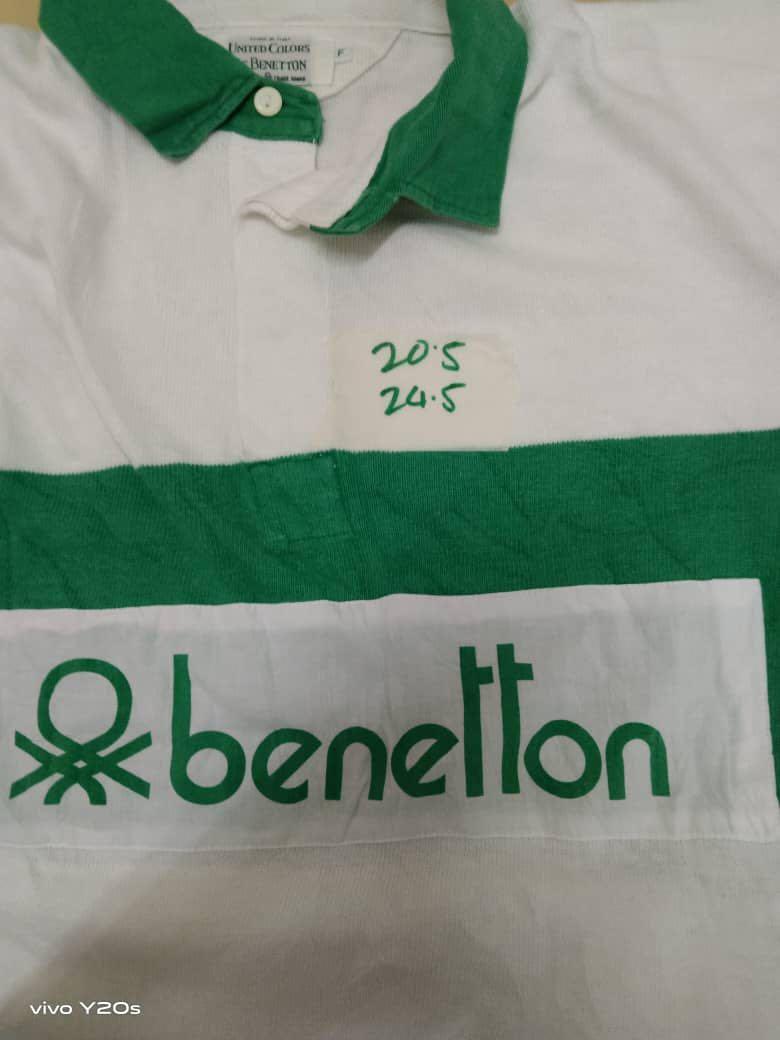 UNITED COLORS
BENETTON
F
20.5
24.5
benetton
vivo Y20s